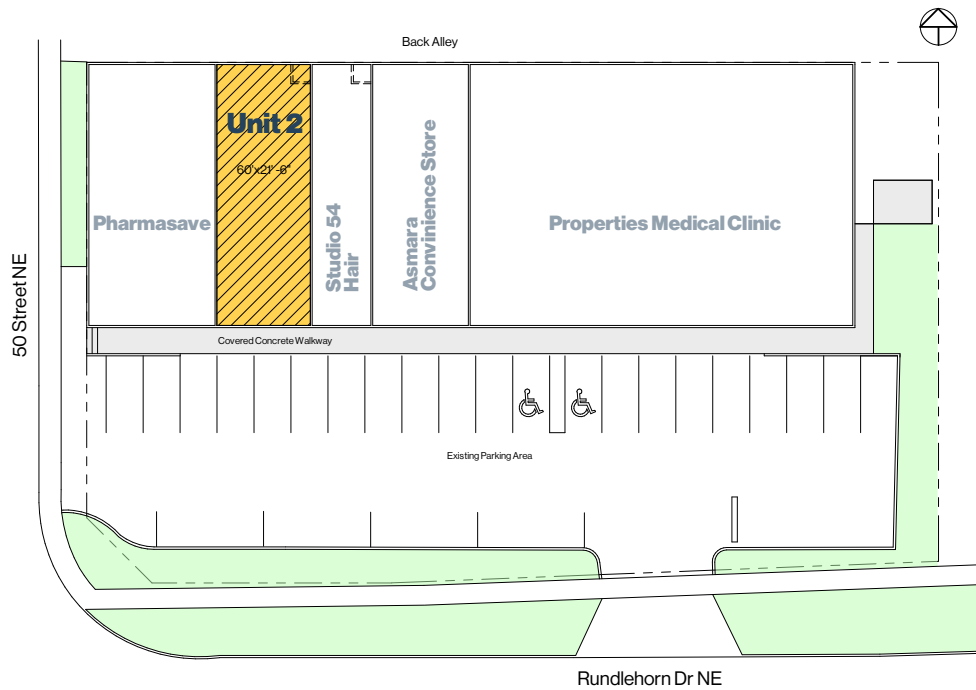 Back Alley
Unit 2
60'x21' -6"
Pharmasave
Studio 54
Hair
Asmara
Convinience Store
Properties Medical Clinic
50 Street NE
Covered Concrete Walkway
Existing Parking Area
Rundlehorn Dr NE